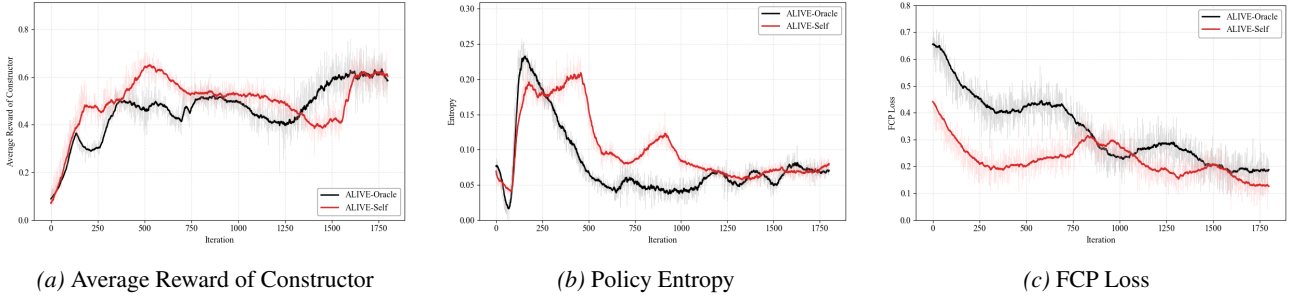 0.8
0.6
0.4
0.2
0.0
0
250
500
750
1000
1250
1500
1750
Average Reward of Constructor
Iteration
ALIVE-Oracle
ALIVE-Self
(a) Average Reward of Constructor
0.25
0.20
0.15
0.10
0.05
0.00
0
250
500
750
1000
1250
1500
1750
Entropy
Iteration
ALIVE-Oracle
ALIVE-Self
(b) Policy Entropy
0.8
0.7
0.6
0.5
0.4
0.3
0.2
0.1
0.0
0
250
500
750
1000
1250
1500
1750
FCP Loss
Iteration
ALIVE-Oracle
ALIVE-Self
(c) FCP Loss